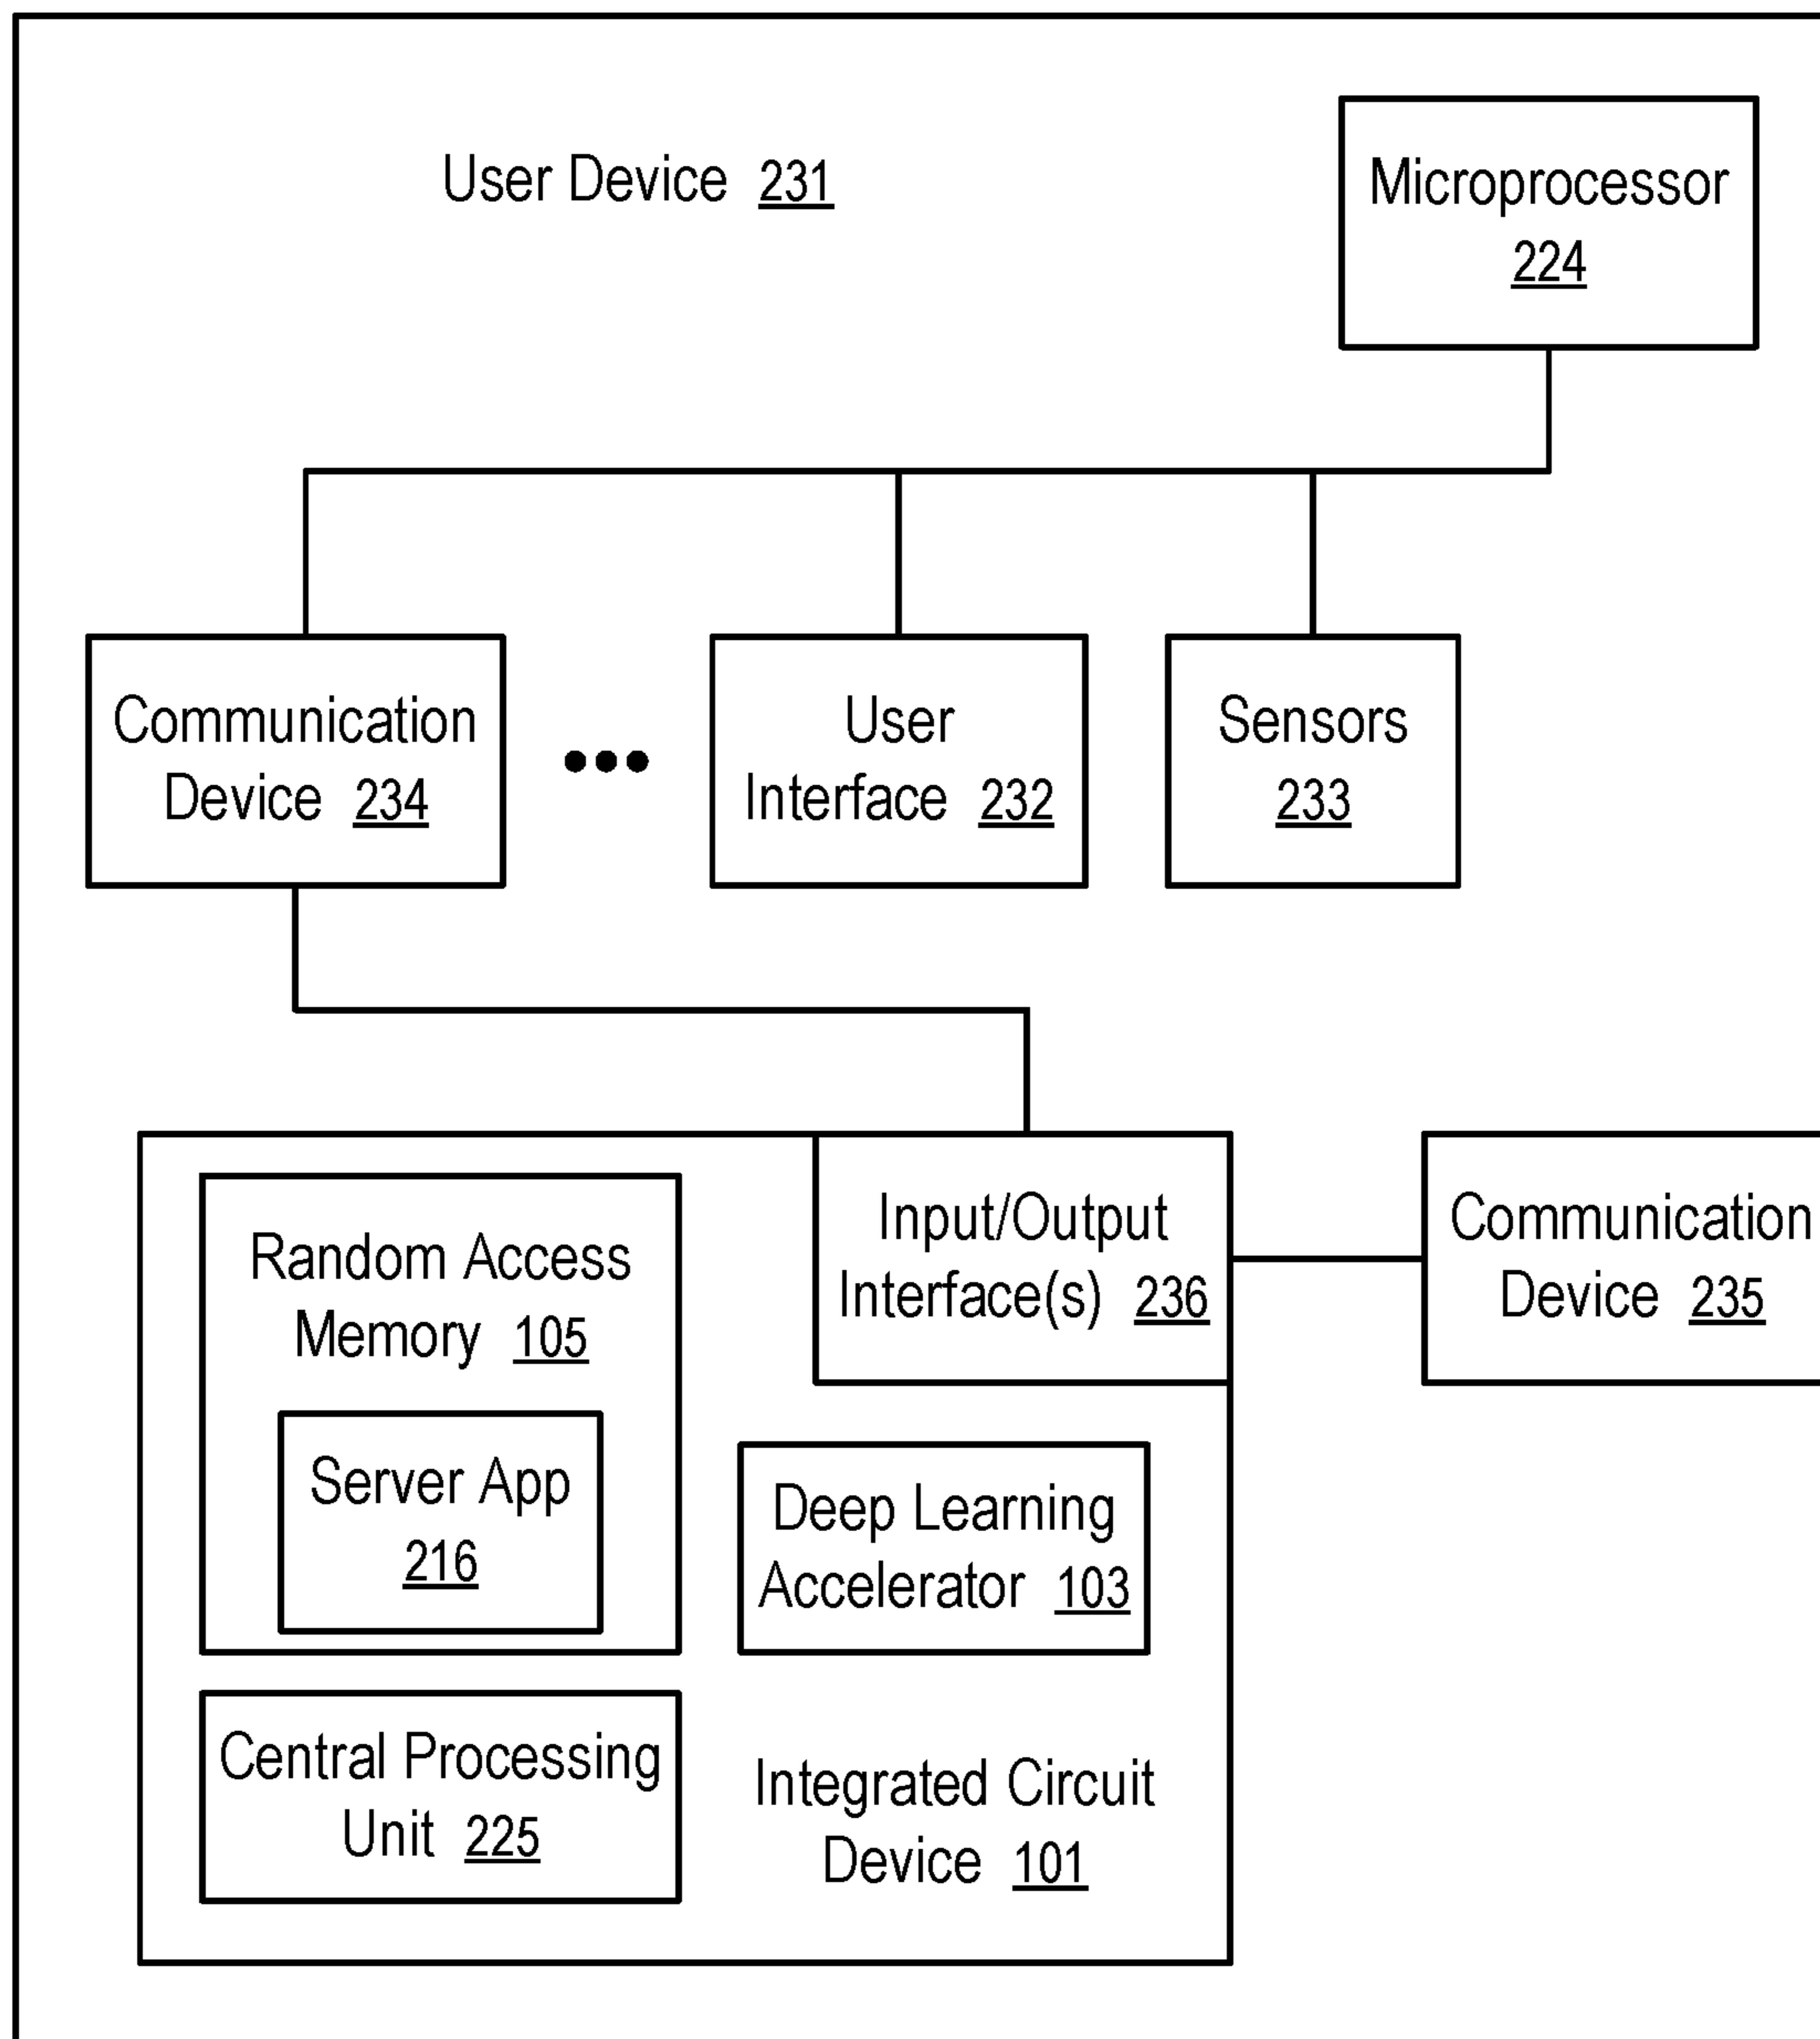 User Device 231
Microprocessor
224
Communication
Device 234
User
Interface 232
Sensors
233
Random Access
Memory 105
Server App
216
Input/Output
Interface(s) 236
Communication
Device 235
Deep Learning
Accelerator 103
Central Processing
Unit 225
Integrated Circuit
Device 101